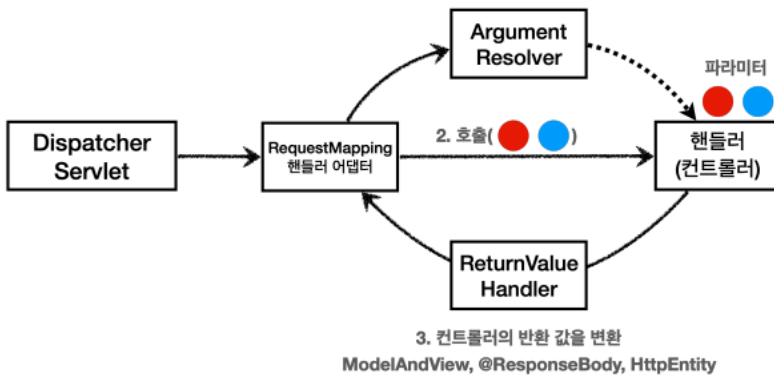 Argument
Resolver
파라미터
Dispatcher
Servlet
RequestMapping
핸들러 어댑터
2. 호출( )
핸들러
(컨트롤러)
ReturnValue
Handler
3. 컨트롤러의 반환 값을 변환
ModelAndView, @ResponseBody, HttpEntity